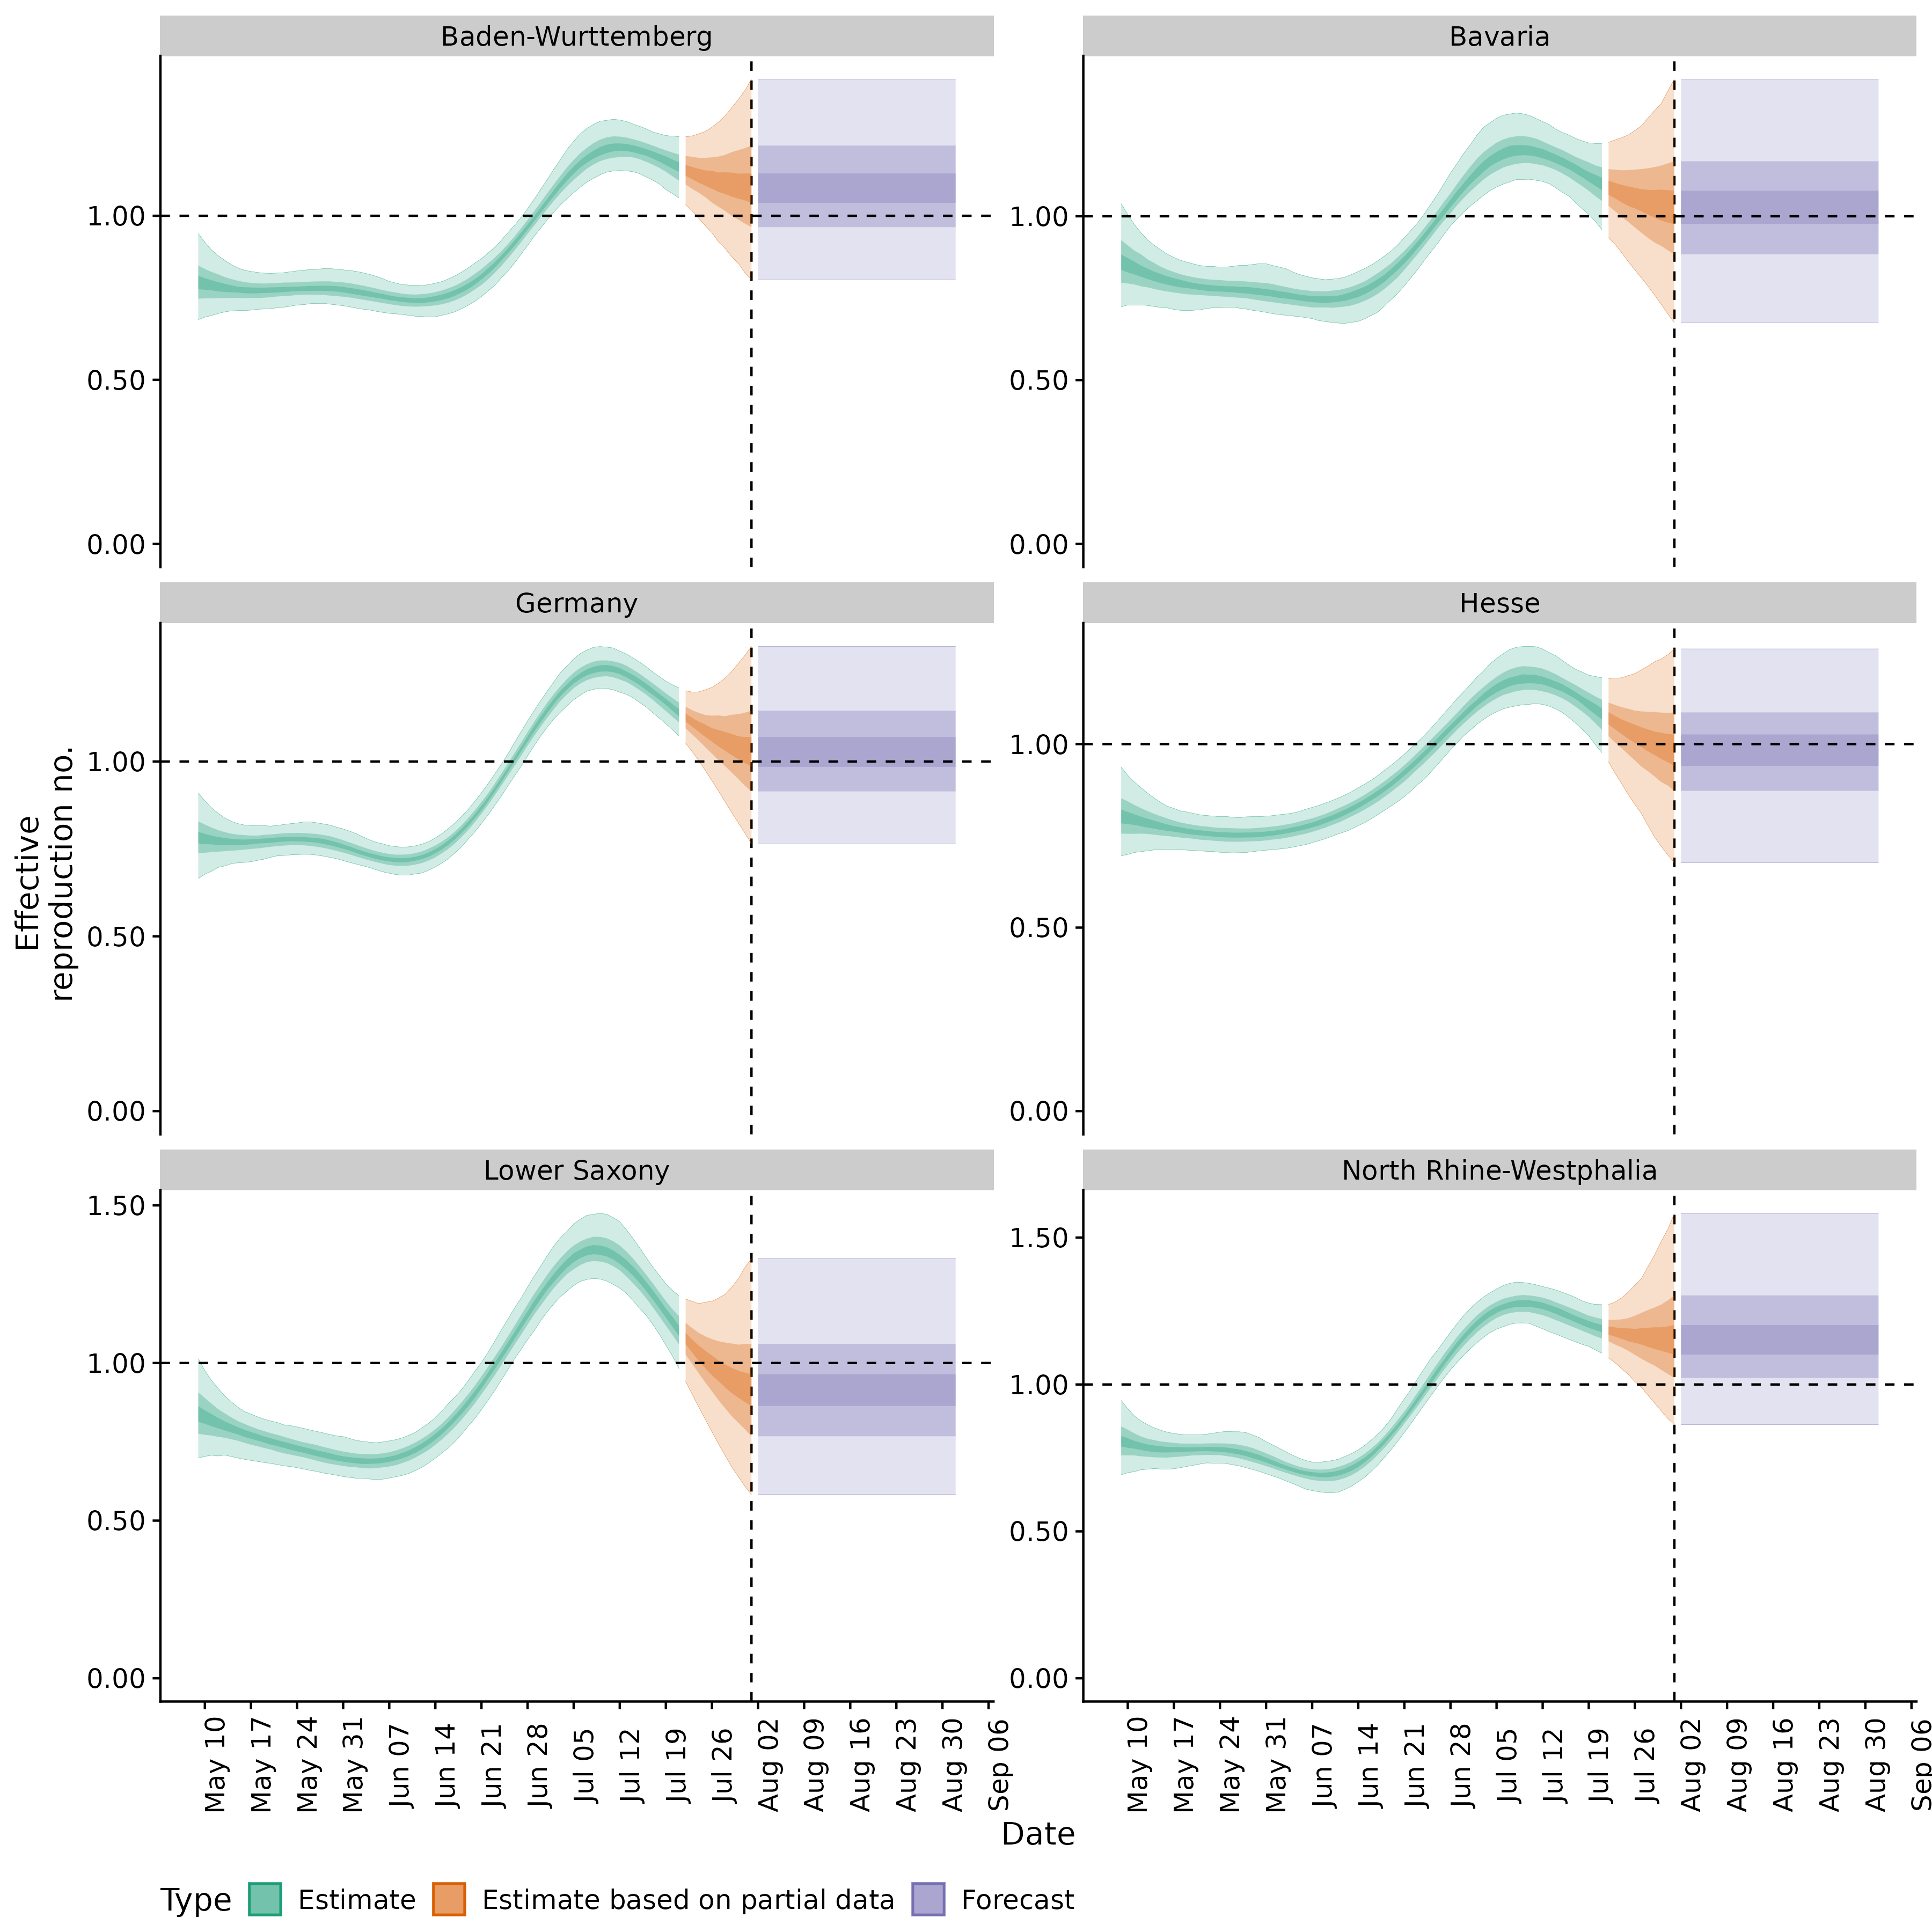 Baden-Wurttemberg
Bavaria
1.00
0.50
0.00
1.00
0.50
0.00
Germany
Hesse
Effective
reproduction no.
1.00
0.50
0.00
1.00
0.50
0.00
Lower Saxony
North Rhine-Westphalia
1.50
1.00
0.50
0.00
1.50
1.00
0.50
0.00
May 10
May 17
May 24
May 31
Jun 07
Jun 14
Jun 21
Jun 28
Jul 05
Jul 12
Jul 19
Jul 26
Aug 02
Aug 09
Aug 16
Aug 23
Aug 30
Sep 06
May 10
May 17
May 24
May 31
Jun 07
Jun 14
Jun 21
Jun 28
Jul 05
Jul 12
Jul 19
Jul 26
Aug 02
Aug 09
Aug 16
Aug 23
Aug 30
Sep 06
Date
Type Estimate Estimate based on partial data Forecast